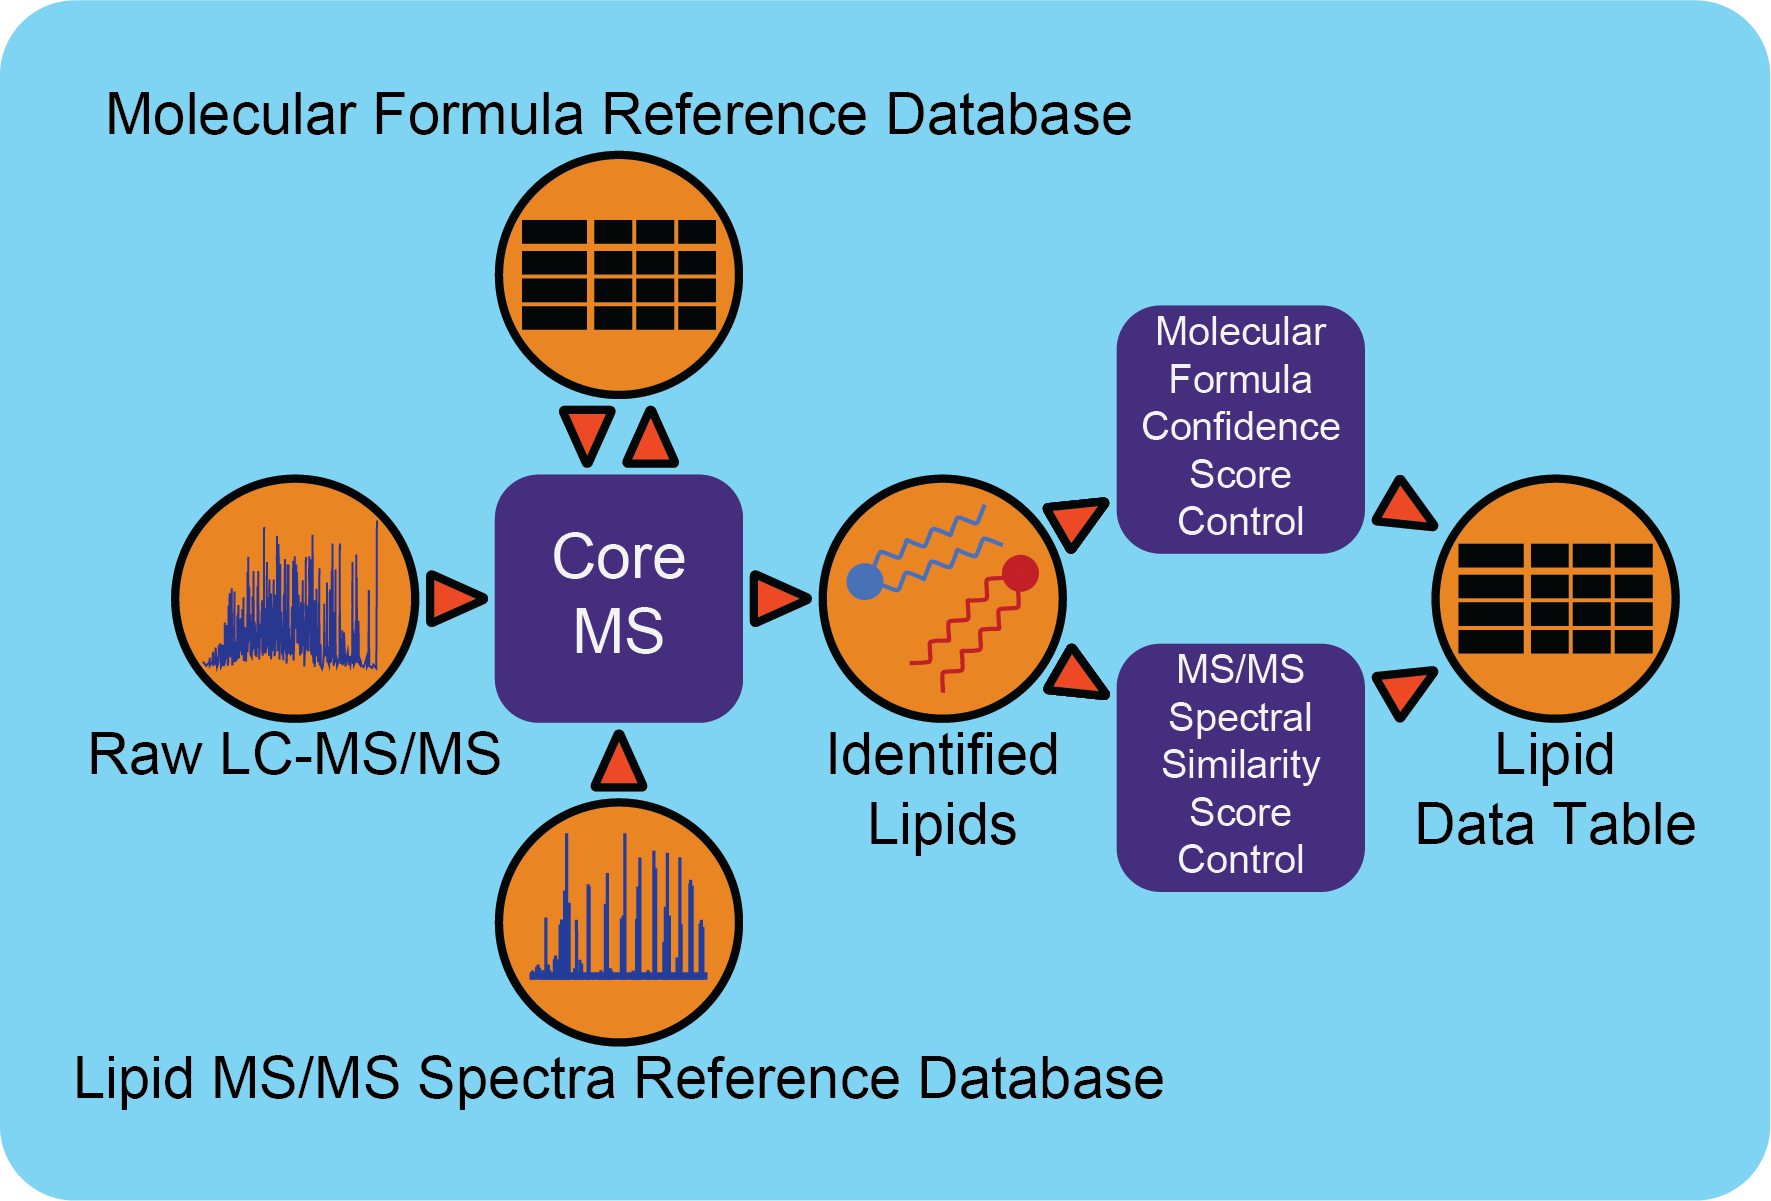 Molecular Formula Reference Database
Raw LC-MS/MS
Core
MS
Lipid MS/MS Spectra Reference Database
Identified
Lipids
Molecular
Formula
Confidence
Score
Control
MS/MS
Spectral
Similarity
Score
Control
Lipid
Data Table